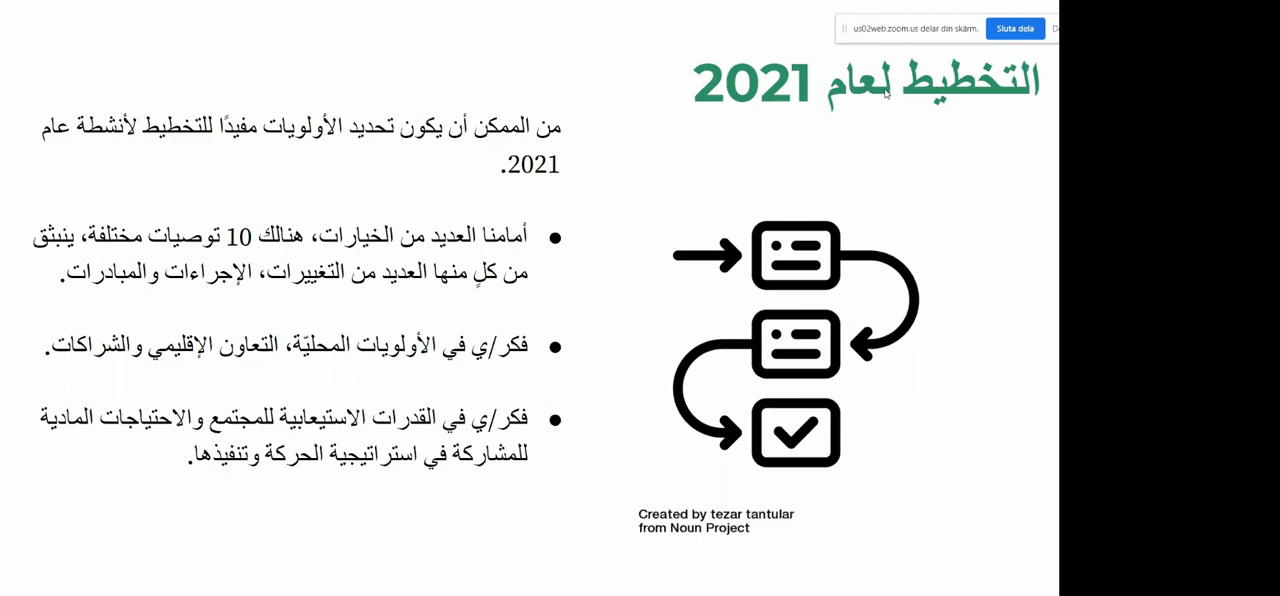 us02web.zoom.us delar din skärm.
Sluta dela
التخطيط لعام 2021
من الممكن أن يكون تحديد الأولويات مفيدًا للتخطيط لأنشطة عام
2021.
● أمامنا العديد من الخيارات، هنالك 10 توصيات مختلفة، ينبثق
من كلٍ منها العديد من التغييرات، الإجراءات والمبادرات.
● فكر/ي في الأولويات المحليّة، التعاون الإقليمي والشراكات.
● فكر/ي في القدرات الاستيعابية للمجتمع والاحتياجات المادية
للمشاركة في استراتيجية الحركة وتنفيذها.
Created by tezar tantular
from Noun Project